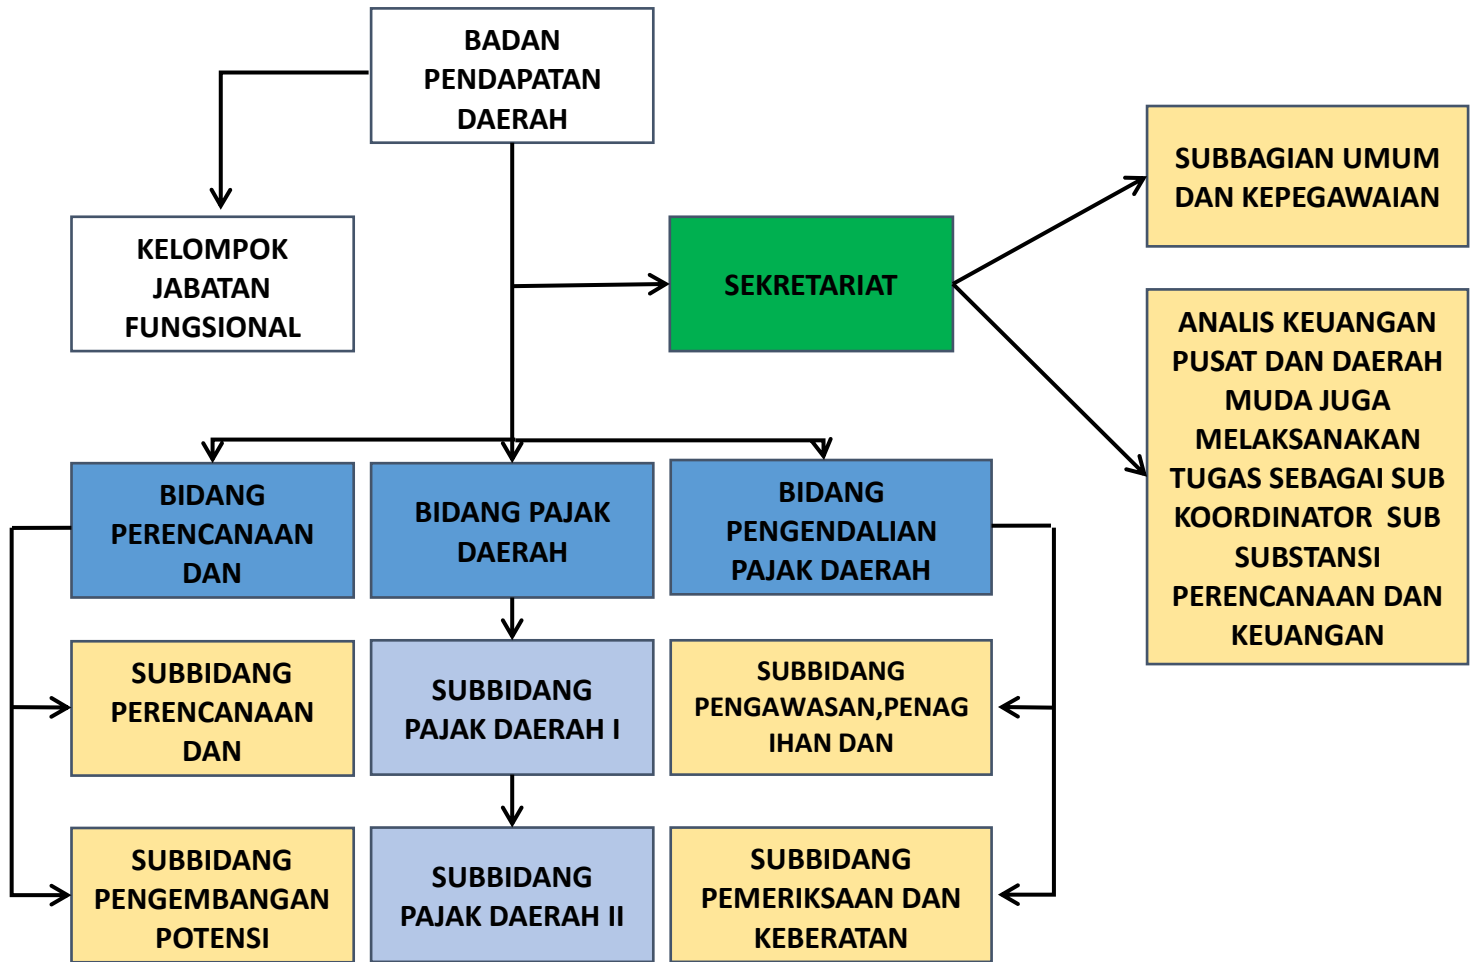 BADAN
PENDAPATAN
DAERAH
KELOMPOK
JABATAN
FUNGSIONAL
SEKRETARIAT
SUBBAGIAN UMUM
DAN KEPEGAWAIAN
ANALIS KEUANGAN
PUSAT DAN DAERAH
MUDA JUGA
MELAKSANAKAN
TUGAS SEBAGAI SUB
KOORDINATOR SUB
SUBSTANSI
PERENCANAAN DAN
KEUANGAN
BIDANG
PERENCANAAN
DAN
BIDANG PAJAK
DAERAH
BIDANG
PENGENDALIAN
PAJAK DAERAH
SUBBIDANG
PERENCANAAN
DAN
SUBBIDANG
PAJAK DAERAH I
SUBBIDANG
PENGAWASAN,PENAG
IHAN DAN
SUBBIDANG
PENGEMBANGAN
POTENSI
SUBBIDANG
PAJAK DAERAH II
SUBBIDANG
PEMERIKSAAN DAN
KEBERATAN